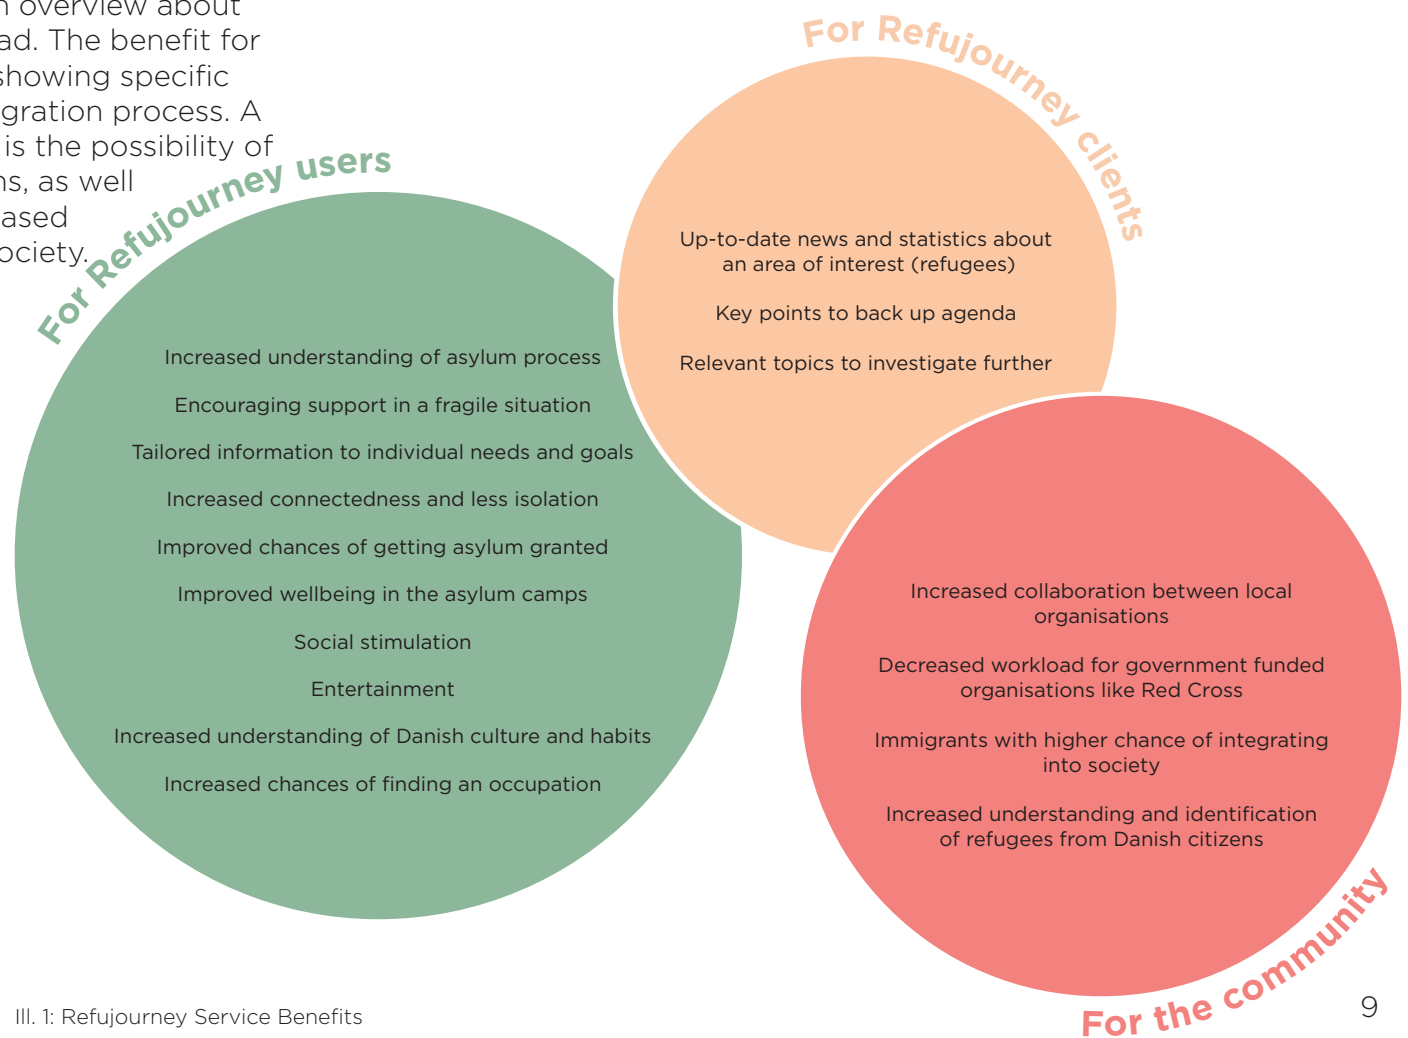 overview about
The benefit for
showing specific
gration process. A
is the possibility of
as well
ased
For Refujourney users
Increased understanding of asylum process
Encouraging support in a fragile situation
Tailored information to individual needs and goals
Increased connectedness and less isolation
Improved chances of getting asylum granted
Improved wellbeing in the asylum camps
Social stimulation
Entertainment
Increased understanding of Danish culture and habits
Increased chances of finding an occupation
For Refujourney clients
Up-to-date news and statistics about
an area of interest (refugees)
Key points to back up agenda
Relevant topics to investigate further
Increased collaboration between local
organisations
Decreased workload for government funded
organisations like Red Cross
Immigrants with higher chance of integrating
into society
Increased understanding and identification
of refugees from Danish citizens
For the community
Ill. 1: Refujourney Service Benefits
9